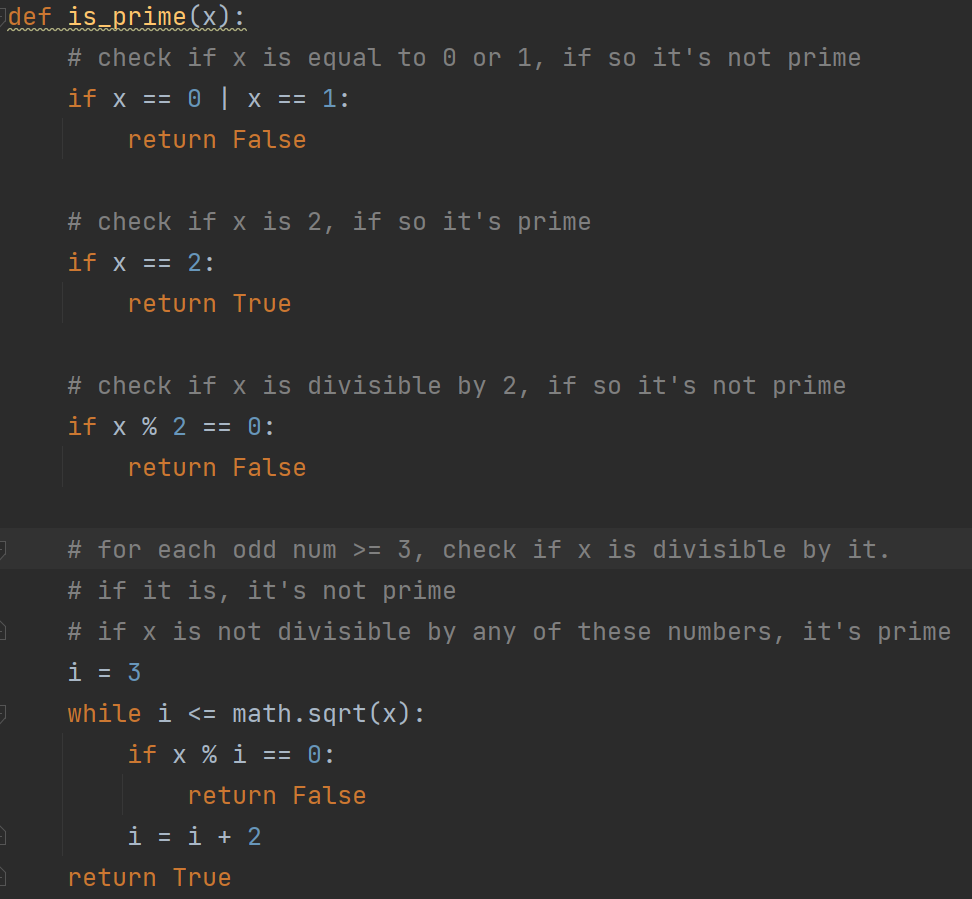 def is_prime(x):
    # check if x is equal to 0 or 1, if so it's not prime
    if x == 0 | x == 1:
        return False

    # check if x is 2, if so it's prime
    if x == 2:
        return True

    # check if x is divisible by 2, if so it's not prime
    if x % 2 == 0:
        return False

    # for each odd num >= 3, check if x is divisible by it.
    # if it is, it's not prime
    # if x is not divisible by any of these numbers, it's prime
    i = 3
    while i <= math.sqrt(x):
        if x % i == 0:
            return False
        i = i + 2
    return True